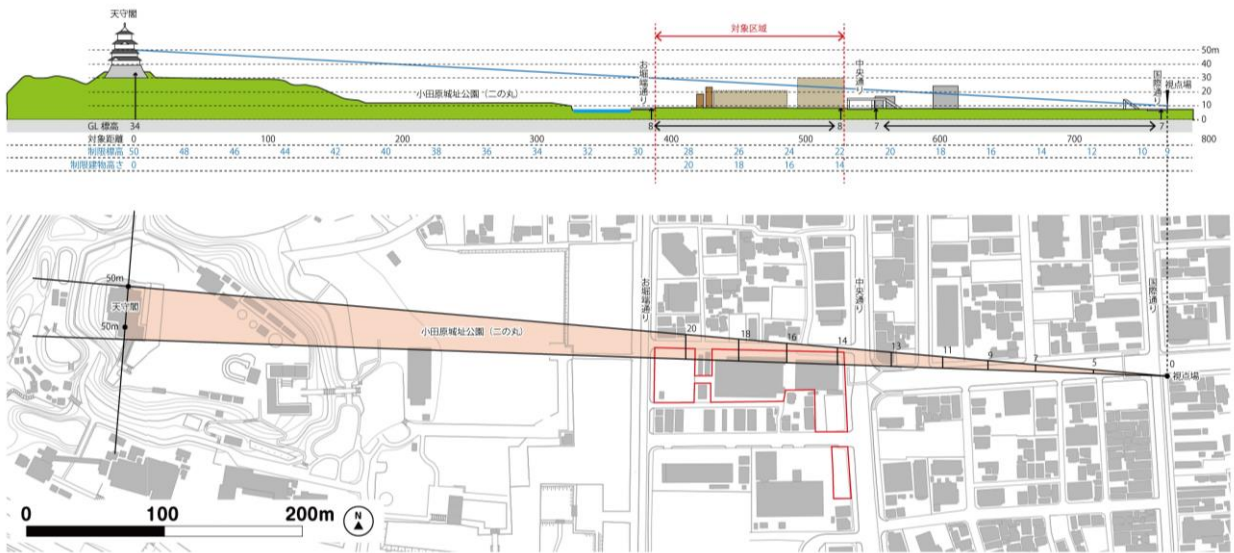 天守閣
対象区域
50m
40
30
20
10
0
お堀端通り
中央通り
国際通り
視点場
小田原城址公園（二の丸）
GL 標高 34 8 8 7 7
対象距離 0 100 200 300 400 500 600 700 800
制限標高 50 48 46 44 42 40 38 36 34 32 30 28 26 24 22 20 18 16 14 12 10 9
制限建物高さ 0 20 18 16 14
50m
天守閣
50m
小田原城址公園（二の丸）
お堀端通り
中央通り
国際通り
20 18 16 14 13 11 9 7 5 0
視点場
0 100 200m
N